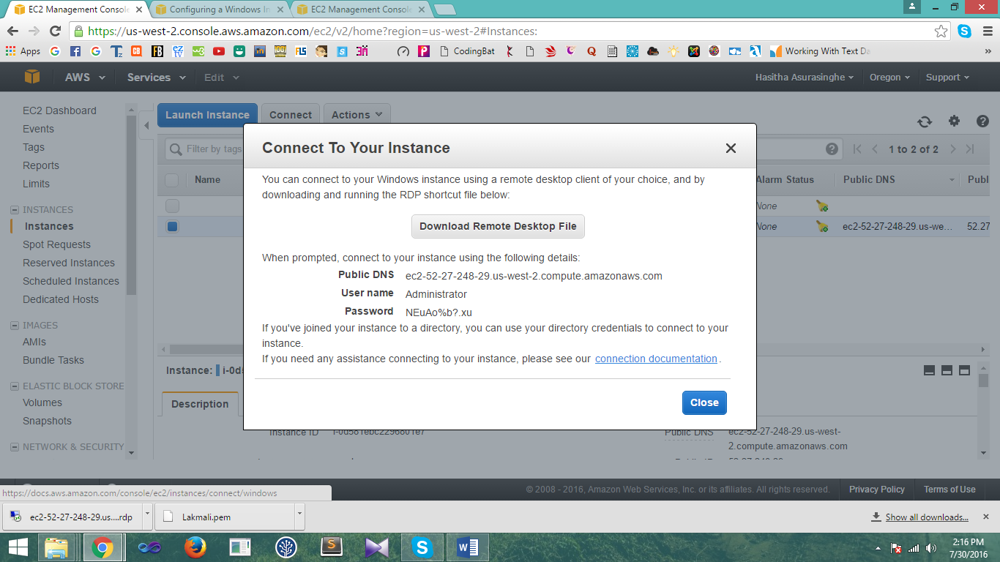 EC2 Management Console
Configuring a Windows In
EC2 Management Console
https://us-west-2.console.aws.amazon.com/ec2/v2/home?region=us-west-2#Instances:
Apps
CodingBat
Working With Text Da
AWS
Services
Edit
Hasitha Asurasinghe
Oregon
Support
EC2 Dashboard
Events
Tags
Reports
Limits
INSTANCES
Instances
Spot Requests
Reserved Instances
Scheduled Instances
Dedicated Hosts
IMAGES
AMIs
Bundle Tasks
ELASTIC BLOCK STORE
Volumes
Snapshots
NETWORK & SECURITY
Launch Instance
Connect
Actions
Filter by tags
1 to 2 of 2
Name
Alarm Status
Public DNS
Publ
None
None
ec2-52-27-248-29.us-we...
52.27
Connect To Your Instance
You can connect to your Windows instance using a remote desktop client of your choice, and by
downloading and running the RDP shortcut file below:
Download Remote Desktop File
When prompted, connect to your instance using the following details:
Public DNS ec2-52-27-248-29.us-west-2.compute.amazonaws.com
User name Administrator
Password NEuAo%b?.xu
If you've joined your instance to a directory, you can use your directory credentials to connect to your
instance.
If you need any assistance connecting to your instance, please see our connection documentation.
Close
Instance: i-0d5
Description
Instance ID
Public DNS
ec2-52-27-248-29.us-west-
2.compute.amazonaws.com
© 2008 - 2016, Amazon Web Services, Inc. or its affiliates. All rights reserved.
Privacy Policy
Terms of Use
https://docs.aws.amazon.com/console/ec2/instances/connect/windows
ec2-52-27-248-29.us....rdp
Lakmali.pem
Show all downloads...
2:16 PM
7/30/2016